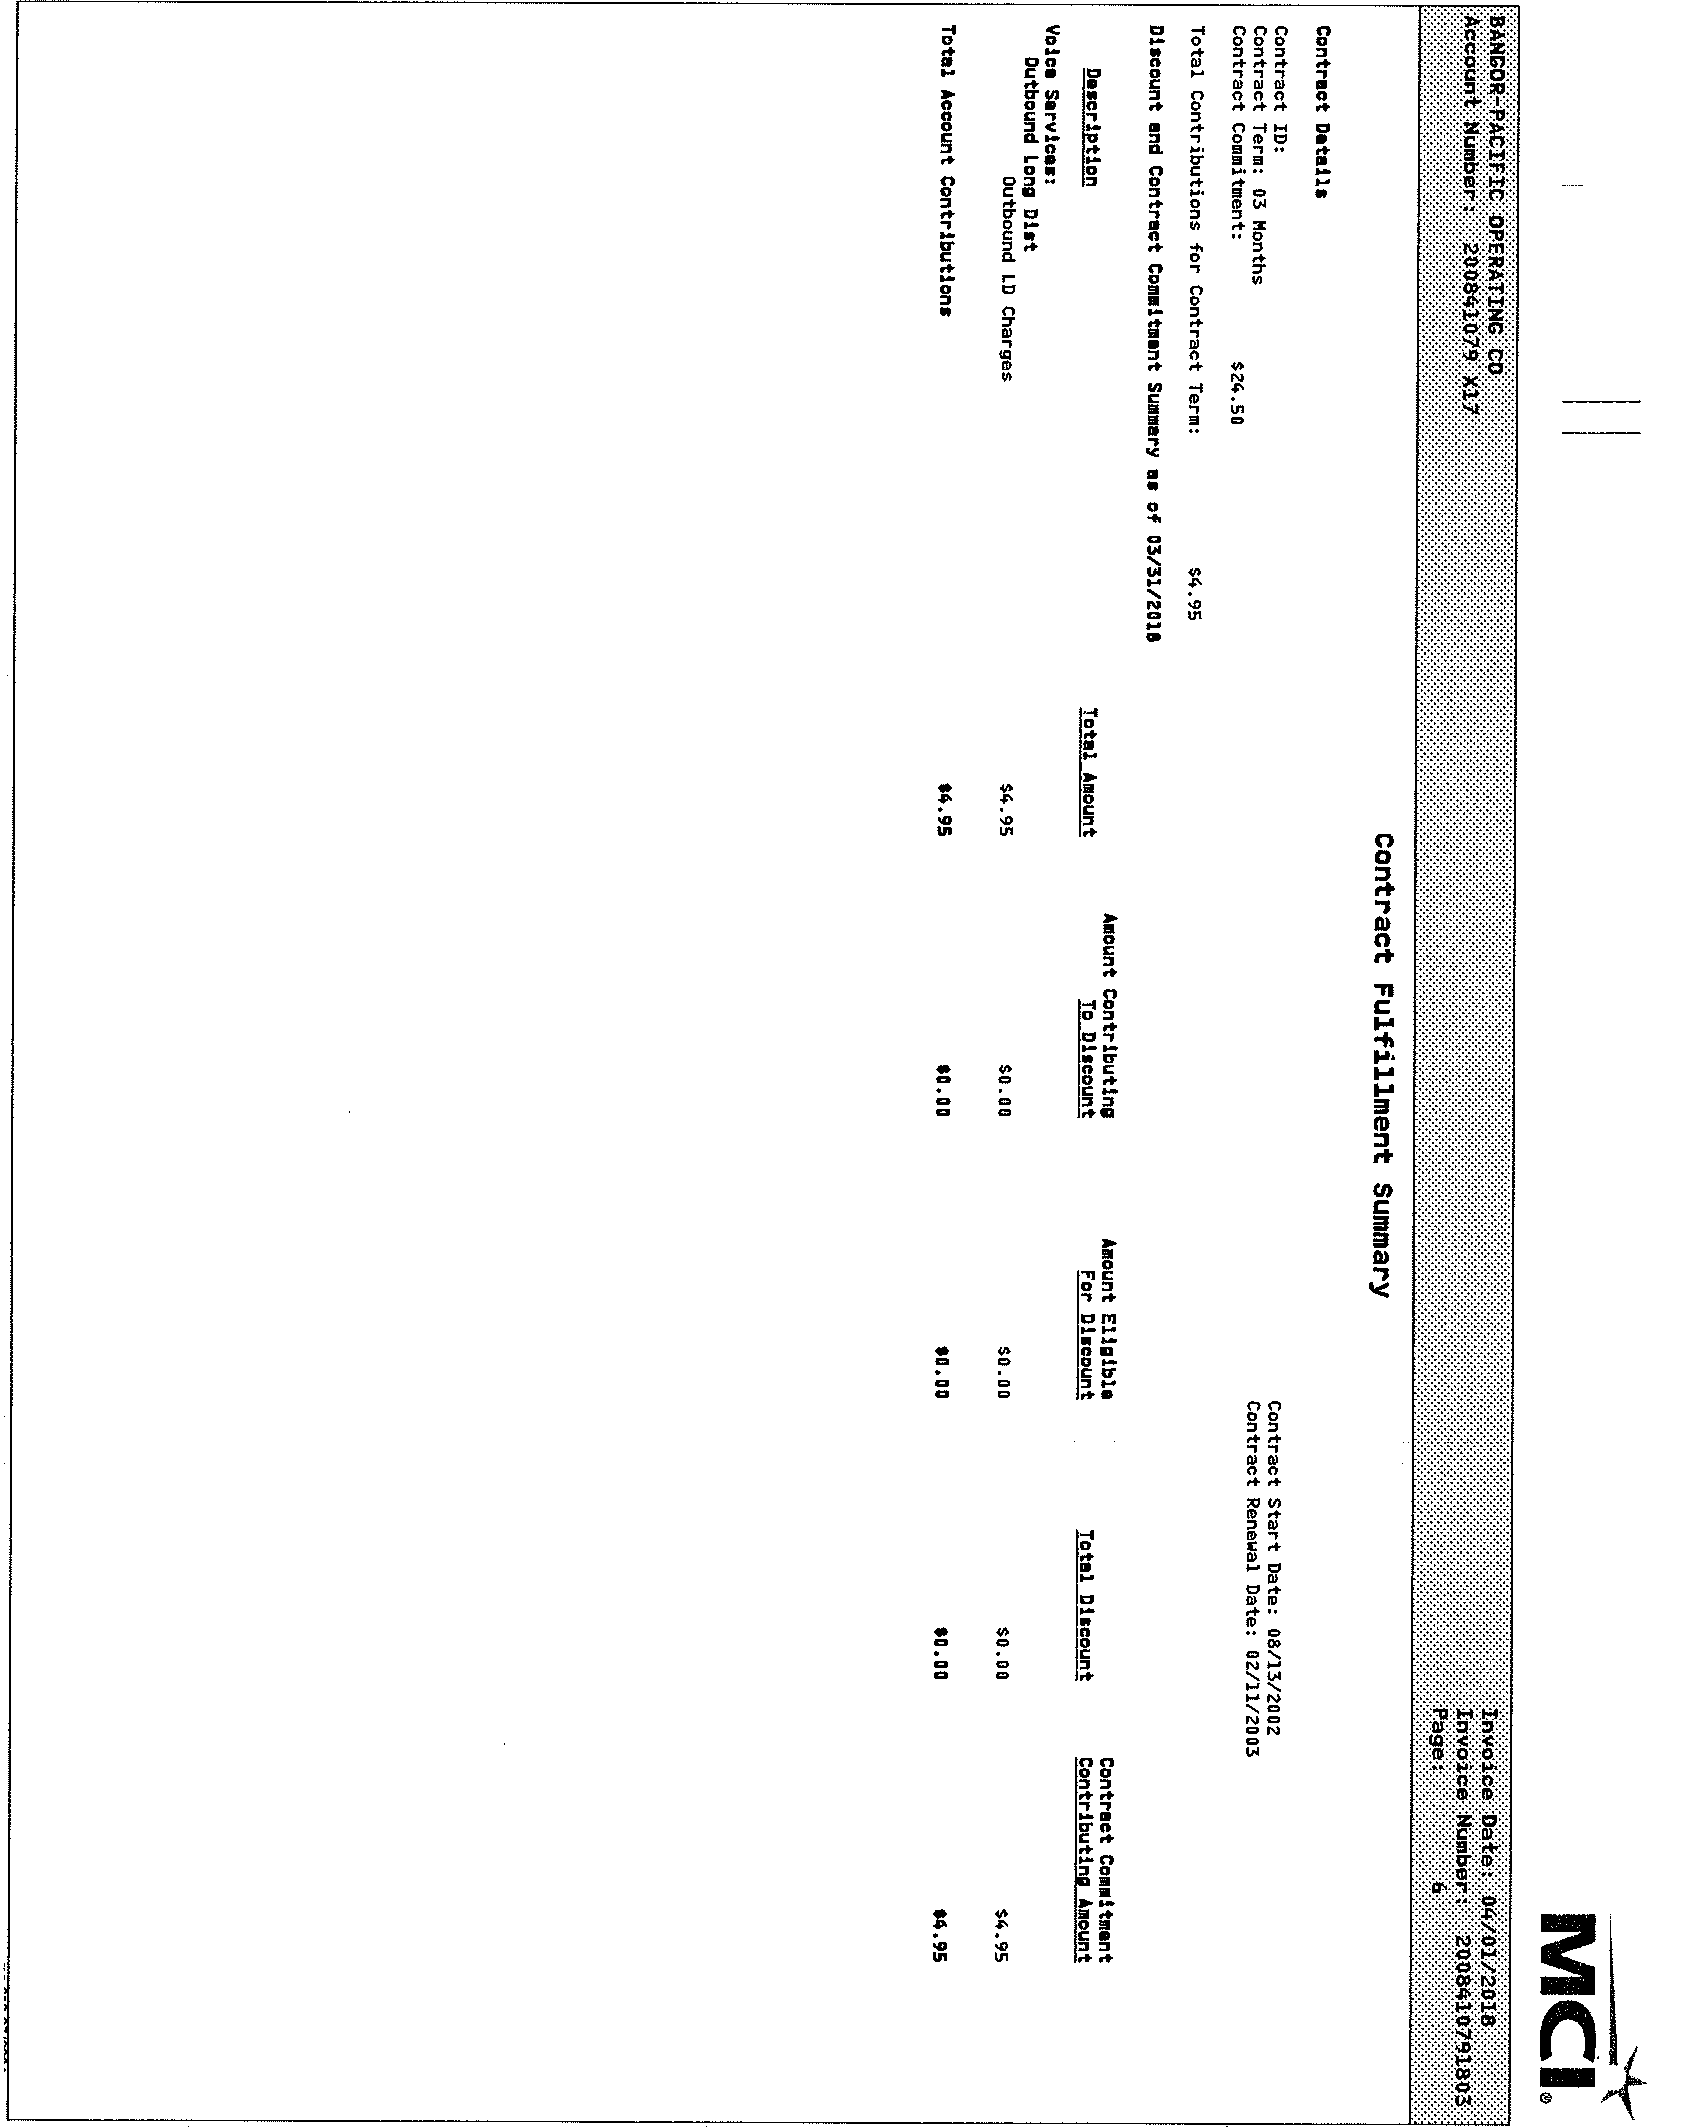 MCI®
BANGOR-PACIFIC OPERATING CO Invoice Date: 04/01/2018
Account Number: 200841079 X17 Invoice Number: 2008410791803
Page: 6
Contract Fulfillment Summary
Contract Details
Contract ID: Contract Start Date: 08/13/2002
Contract Term: 03 Months Contract Renewal Date: 02/11/2003
Contract Commitment: $24.50
Total Contributions for Contract Term: $4.95
Discount and Contract Commitment Summary as of 03/31/2018
Amount Contributing Amount Eligible Contract Commitment
Description Total Amount To Discount For Discount Total Discount Contributing Amount
Voice Services:
Outbound Long Dist
Outbound LD Charges $4.95 $0.00 $0.00 $0.00 $4.95
Total Account Contributions $4.95 $0.00 $0.00 $0.00 $4.95